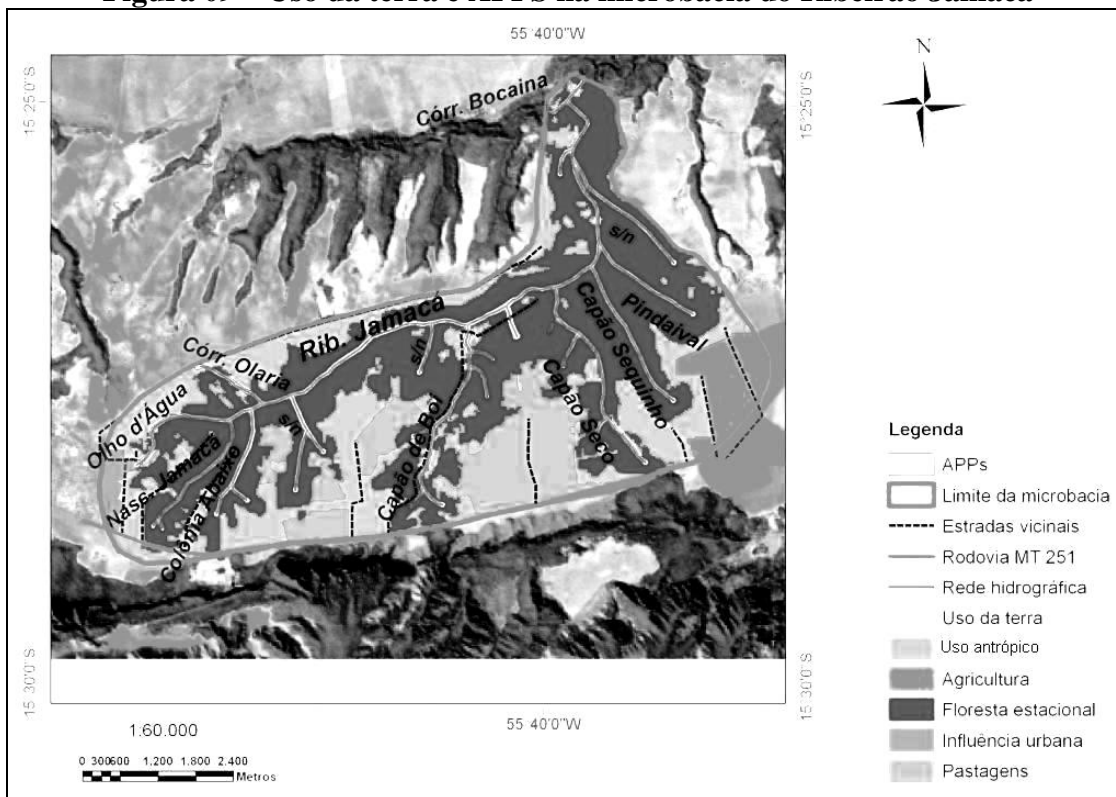 Figura 09 – Uso da terra e APPS na microbacia do Ribeirão Jamacá
55°40'0"W
15°25'0"S
15°25'0"S
N
Córr. Bocaina
s/n
Pindaival
Capão Sequinho
Rib. Jamacá
Córr. Olaria
s/n
Capão Seco
Olho d'Água
s/n
Capão de Boi
Nasc. Jamacá
Colônia Abaixo
Legenda
APPs
Limite da microbacia
Estradas vicinais
Rodovia MT 251
Rede hidrográfica
Uso da terra
Uso antrópico
Agricultura
Floresta estacional
Influência urbana
Pastagens
15°30'0"S
15°30'0"S
1:60.000
55°40'0"W
0 300600 1.200 1.800 2.400
Metros